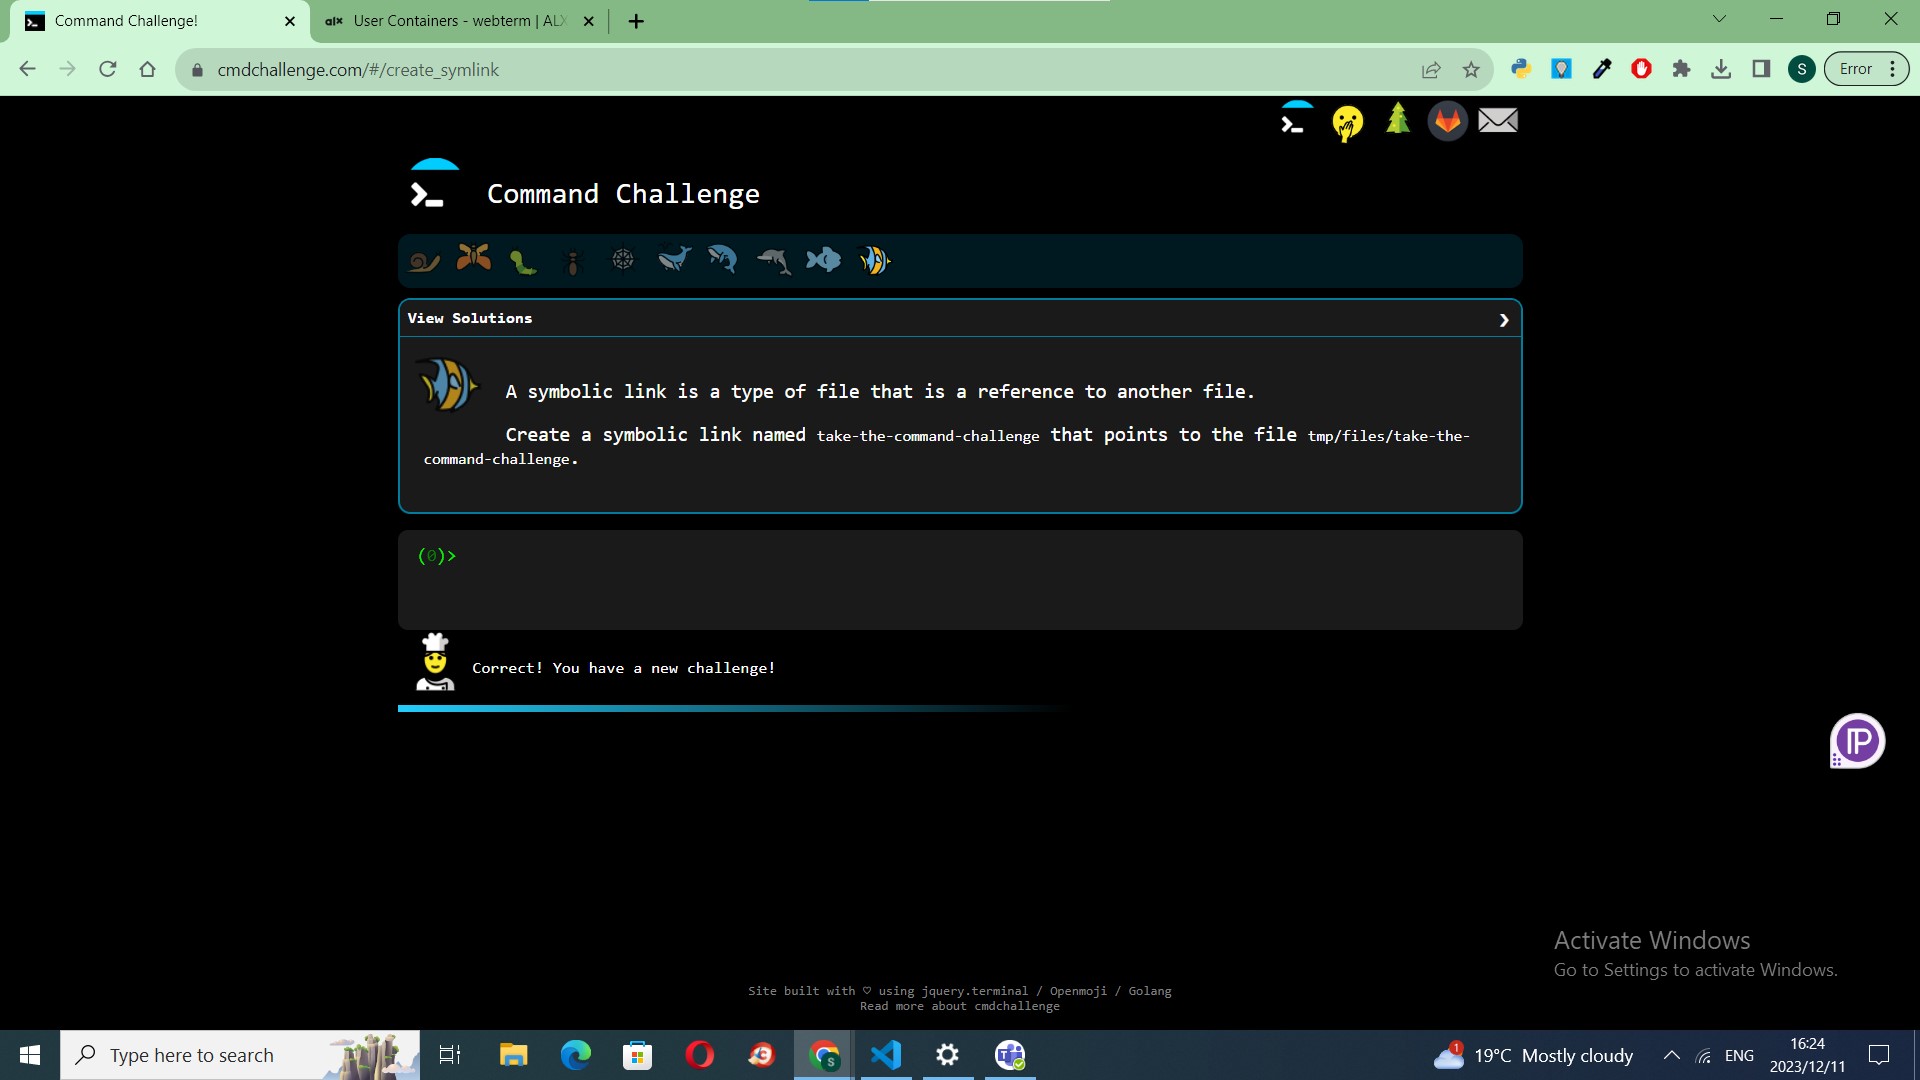 Command Challenge!
alx User Containers - webterm | ALX
cmdchallenge.com/#/create_symlink
S
Error
Command Challenge
View Solutions
A symbolic link is a type of file that is a reference to another file.
Create a symbolic link named take-the-command-challenge that points to the file tmp/files/take-the-
command-challenge.
(0)>
Correct! You have a new challenge!
Activate Windows
Go to Settings to activate Windows.
Site built with ♡ using jquery.terminal / Openmoji / Golang
Read more about cmdchallenge
Type here to search
1
19°C Mostly cloudy
ENG
16:24
2023/12/11